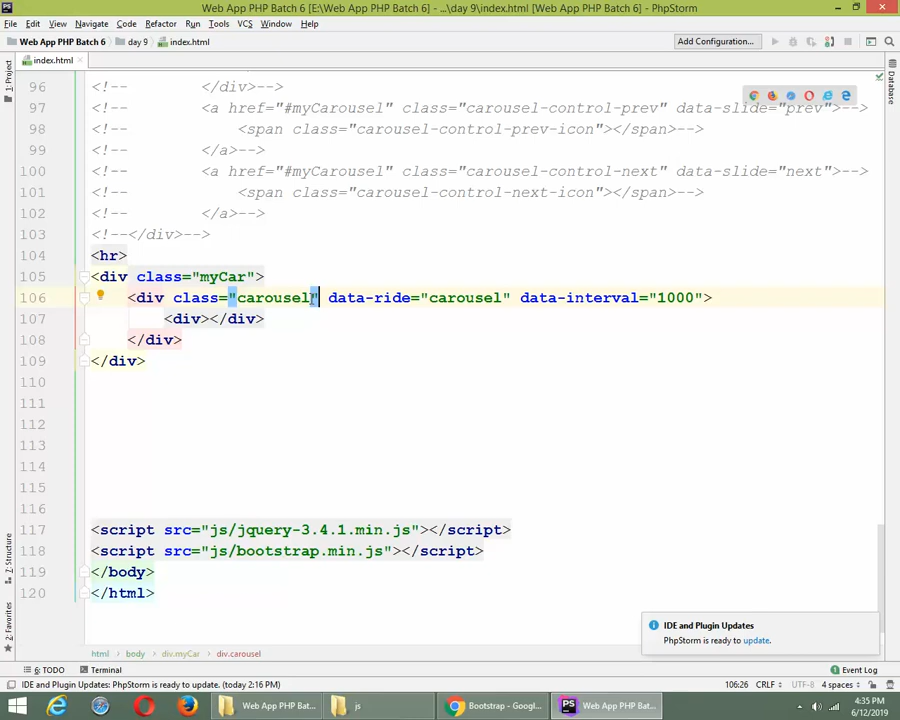 Web App PHP Batch 6 [E:\Web App PHP Batch 6] - ...\day 9\index.html [Web App PHP Batch 6] - PhpStorm
File Edit View Navigate Code Refactor Run Tools VCS Window Help
Web App PHP Batch 6 day 9 index.html Add Configuration...
index.html
1: Project
Database
7: Structure
2: Favorites
96 <!-- </div>-->
97 <!-- <a href="#myCarousel" class="carousel-control-prev" data-slide="prev">-->
98 <!-- <span class="carousel-control-prev-icon"></span>-->
99 <!-- </a>-->
100 <!-- <a href="#myCarousel" class="carousel-control-next" data-slide="next">-->
101 <!-- <span class="carousel-control-next-icon"></span>-->
102 <!-- </a>-->
103 <!--</div>-->
104 <hr>
105 <div class="myCar">
106 <div class="carousel" data-ride="carousel" data-interval="1000">
107 <div></div>
108 </div>
109 </div>
110
111
112
113
114
115
116
117 <script src="js/jquery-3.4.1.min.js"></script>
118 <script src="js/bootstrap.min.js"></script>
119 </body>
120 </html>
IDE and Plugin Updates
PhpStorm is ready to update.
html body div.myCar div.carousel
6: TODO Terminal Event Log
IDE and Plugin Updates: PhpStorm is ready to update. (today 2:16 PM) 106:26 CRLF UTF-8 4 spaces
Web App PHP Bat... js Bootstrap - Googl... Web App PHP Bat...
4:35 PM
6/12/2019